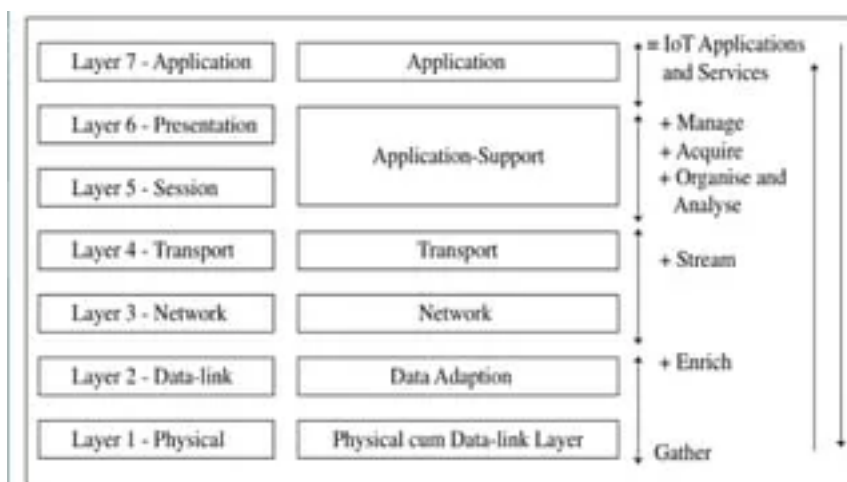 Layer 7 - Application
Application
= IoT Applications
and Services
Layer 6 - Presentation
Layer 5 - Session
Application-Support
+ Manage
+ Acquire
+ Organise and
Analyse
Layer 4 - Transport
Transport
+ Stream
Layer 3 - Network
Network
Layer 2 - Data-link
Data Adaption
+ Enrich
Layer 1 - Physical
Physical cum Data-link Layer
Gather